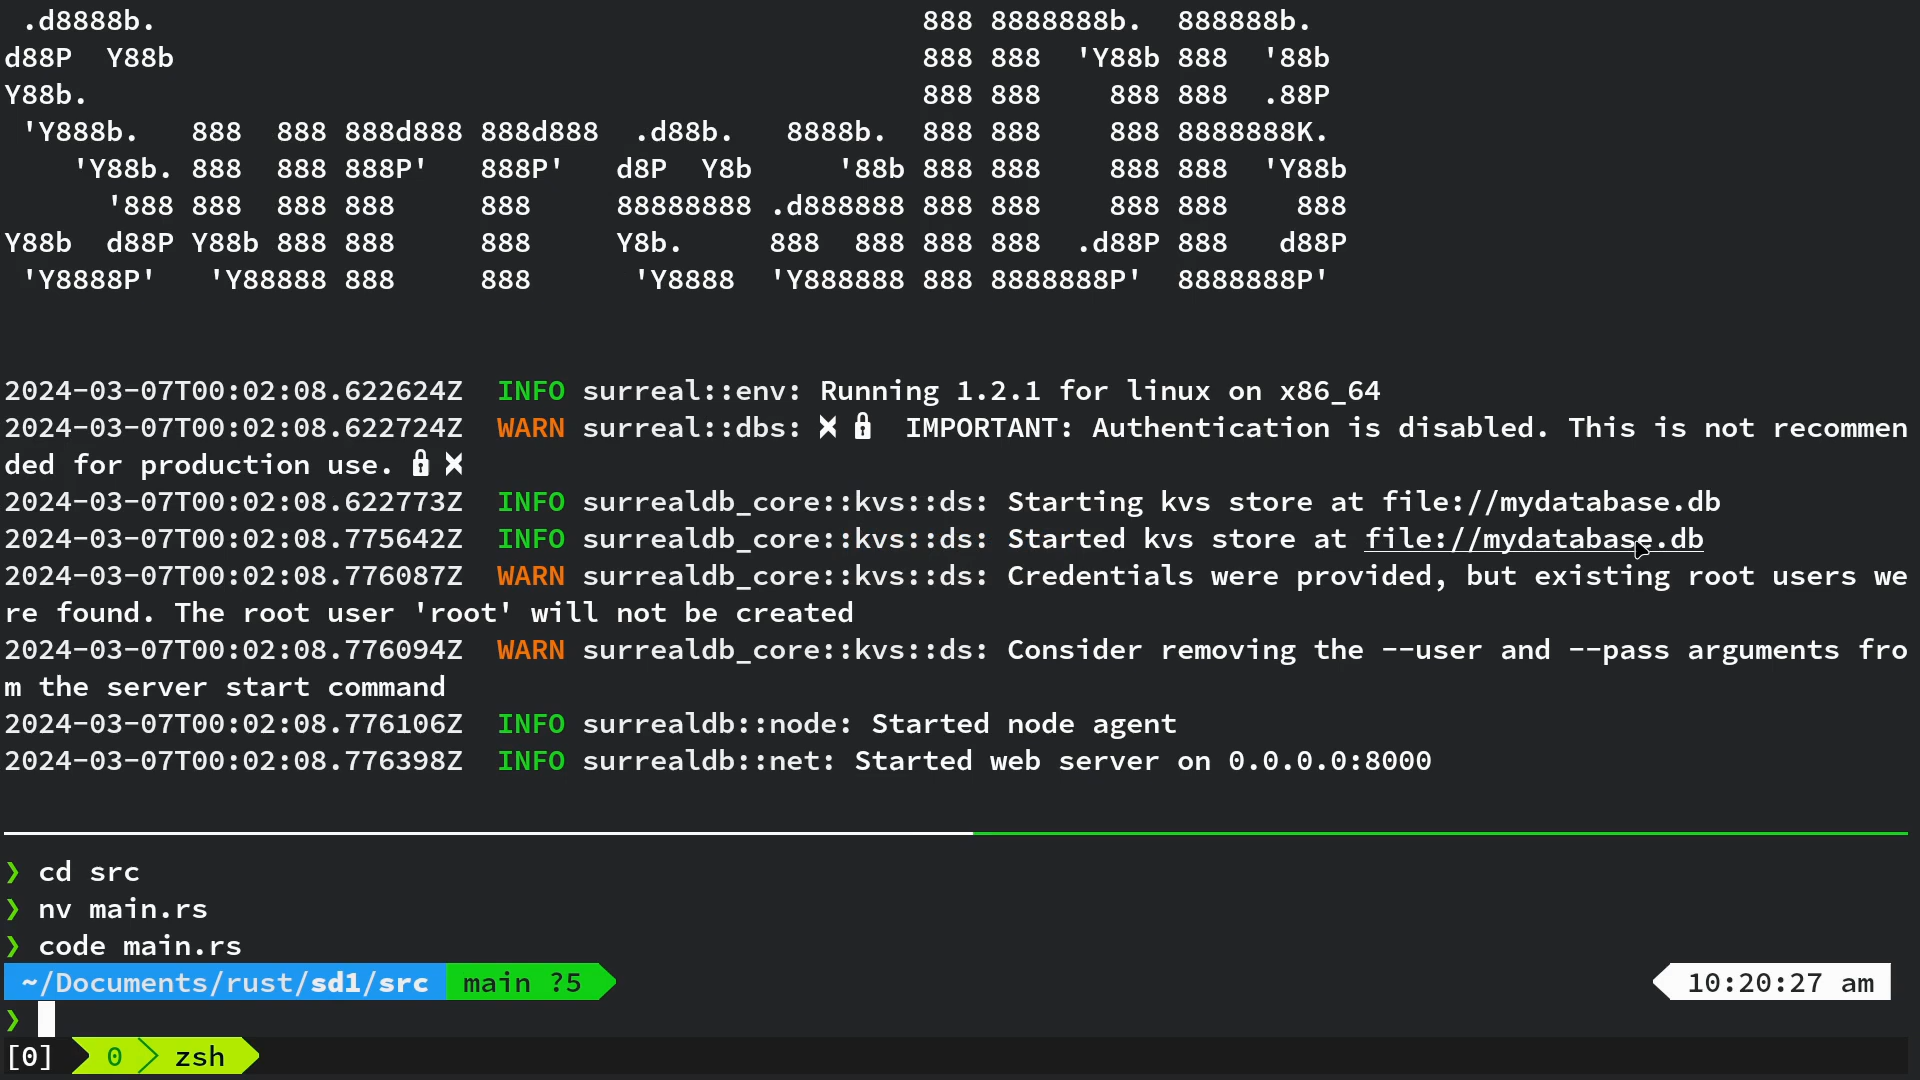 .d8888b.                                             888 8888888b.  888888b.
d88P  Y88b                                            888 888  'Y88b 888  '88b
Y88b.                                                 888 888    888 888  .88P
 'Y888b.   888  888 888d888 888d888  .d88b.   8888b.  888 888    888 8888888K.
    'Y88b. 888  888 888P'   888P'   d8P  Y8b     '88b 888 888    888 888  'Y88b
      '888 888  888 888     888     88888888 .d888888 888 888    888 888    888
Y88b  d88P Y88b 888 888     888     Y8b.     888  888 888 888  .d88P 888   d88P
 'Y8888P'   'Y88888 888     888      'Y8888  'Y888888 888 8888888P'  8888888P'
2024-03-07T00:02:08.622624Z  INFO surreal::env: Running 1.2.1 for linux on x86_64
2024-03-07T00:02:08.622724Z  WARN surreal::dbs: ❌🔒 IMPORTANT: Authentication is disabled. This is not recommen
ded for production use. 🔒❌
2024-03-07T00:02:08.622773Z  INFO surrealdb_core::kvs::ds: Starting kvs store at file://mydatabase.db
2024-03-07T00:02:08.775642Z  INFO surrealdb_core::kvs::ds: Started kvs store at file://mydatabase.db
2024-03-07T00:02:08.776087Z  WARN surrealdb_core::kvs::ds: Credentials were provided, but existing root users we
re found. The root user 'root' will not be created
2024-03-07T00:02:08.776094Z  WARN surrealdb_core::kvs::ds: Consider removing the --user and --pass arguments fro
m the server start command
2024-03-07T00:02:08.776106Z  INFO surrealdb::node: Started node agent
2024-03-07T00:02:08.776398Z  INFO surrealdb::net: Started web server on 0.0.0.0:8000
❯ cd src
❯ nv main.rs
❯ code main.rs
~/Documents/rust/sd1/src main ?5 10:20:27 am
❯
[0] 0 zsh